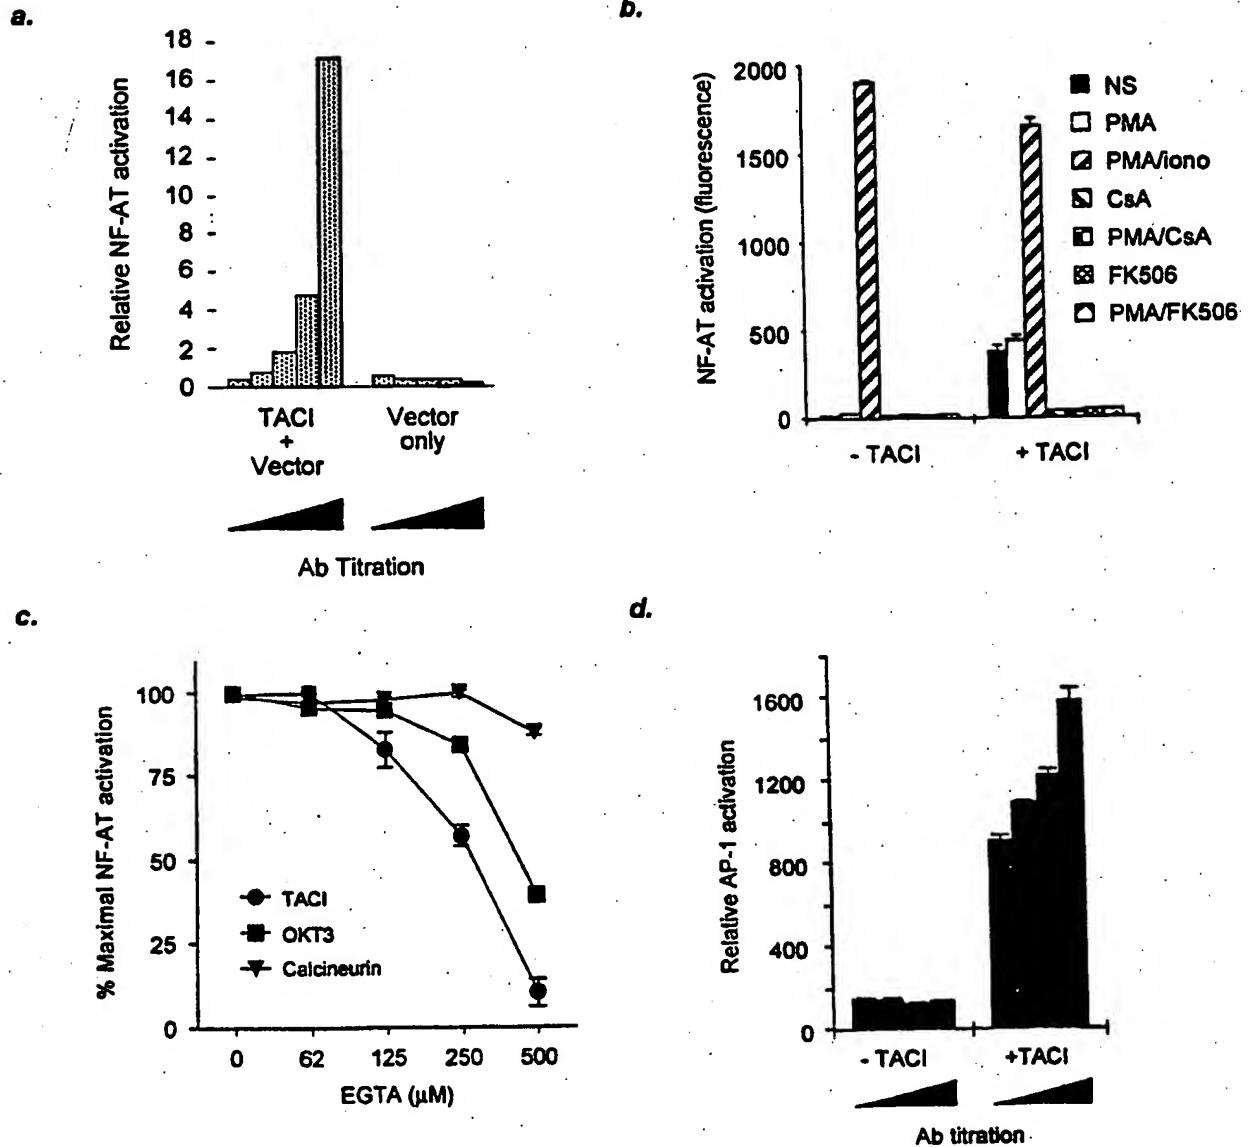 a.
Relative NF-AT activation
18
16
14
12
10
8
6
4
2
0
TACI
+
Vector
Vector
only
Ab Titration
b.
NF-AT activation (fluorescence)
2000
1500
1000
500
0
- TACI
+ TACI
NS
PMA
PMA/iono
CsA
PMA/CsA
FK506
PMA/FK506
c.
% Maximal NF-AT activation
100
75
50
25
0
TACI
OKT3
Calcineurin
0 62 125 250 500
EGTA (μM)
d.
Relative AP-1 activation
1600
1200
800
400
0
- TACI
+TACI
Ab titration